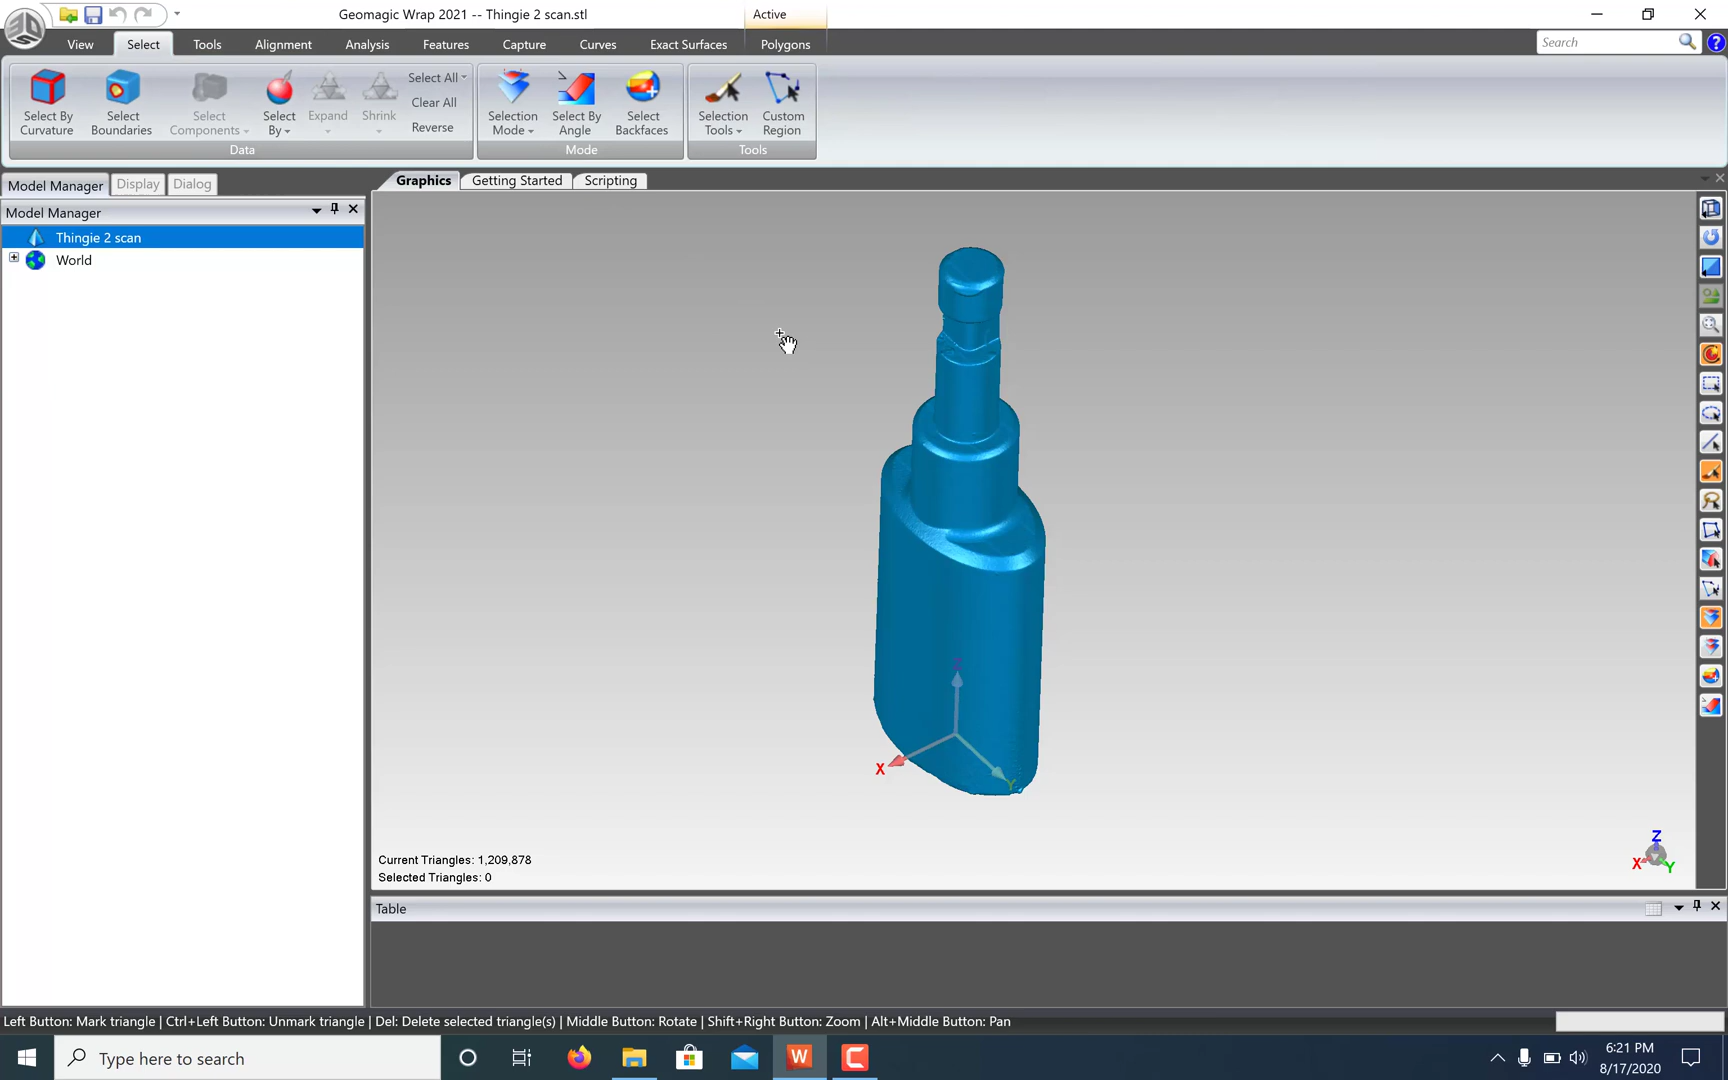 Geomagic Wrap 2021 -- Thingie 2 scan.stl
Active
View
Select
Tools
Alignment
Analysis
Features
Capture
Curves
Exact Surfaces
Polygons
Search
Select By
Curvature
Select
Boundaries
Select
Components
Select
By
Expand
Shrink
Select All
Clear All
Reverse
Data
Selection
Mode
Select By
Angle
Select
Backfaces
Mode
Selection
Tools
Custom
Region
Tools
Model Manager
Display
Dialog
Graphics
Getting Started
Scripting
Model Manager
Thingie 2 scan
World
Z
X
Y
Z
X
Y
Current Triangles: 1,209,878
Selected Triangles: 0
Table
Left Button: Mark triangle | Ctrl+Left Button: Unmark triangle | Del: Delete selected triangle(s) | Middle Button: Rotate | Shift+Right Button: Zoom | Alt+Middle Button: Pan
Type here to search
W
C
6:21 PM
8/17/2020